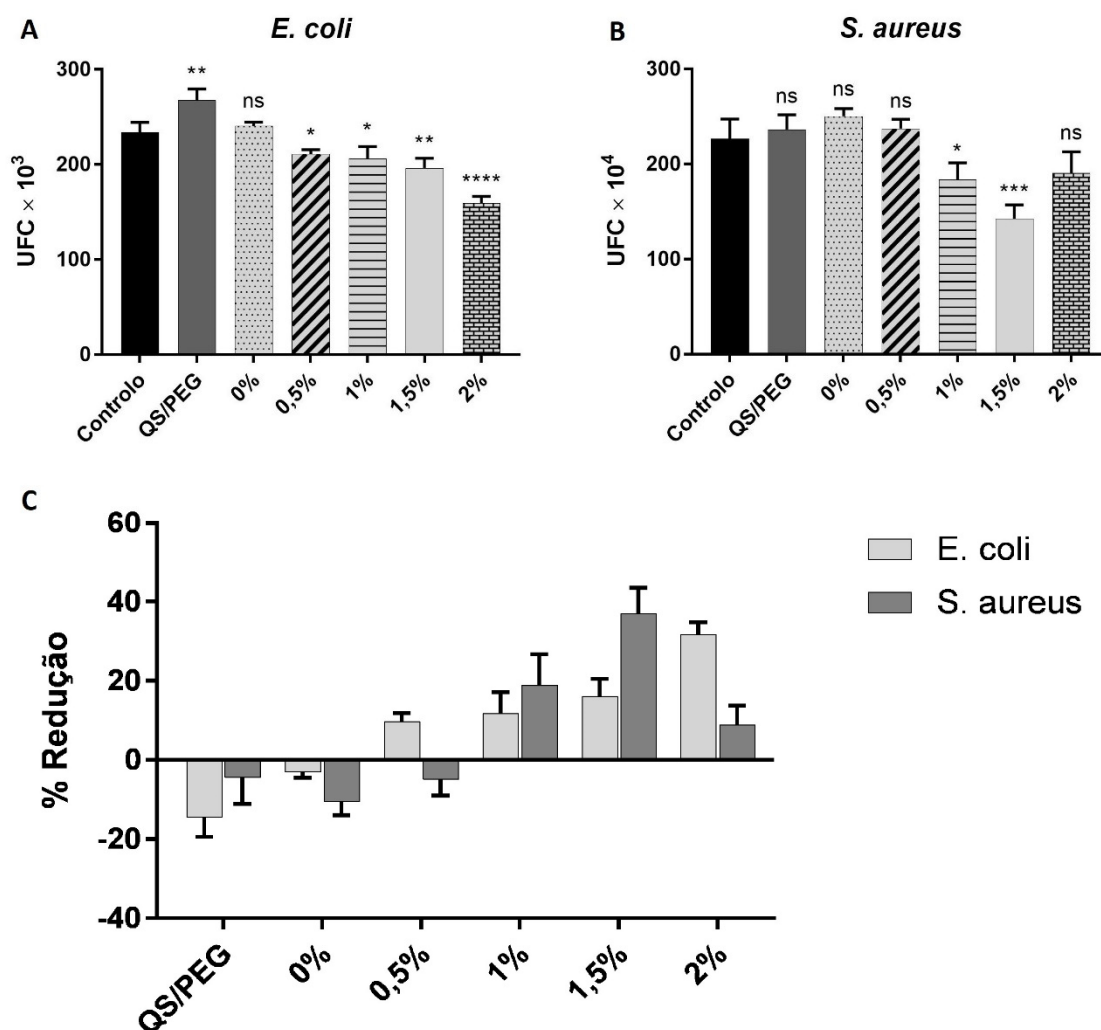 A
E. coli
UFC × 10³
300
200
100
0
**
ns
*
*
**
****
Controlo
QS/PEG
0%
0,5%
1%
1,5%
2%
B
S. aureus
UFC × 10⁴
300
200
100
0
ns
ns
ns
*
***
ns
Controlo
QS/PEG
0%
0,5%
1%
1,5%
2%
C
% Redução
60
40
20
0
-20
-40
QS/PEG
0%
0,5%
1%
1,5%
2%
E. coli
S. aureus